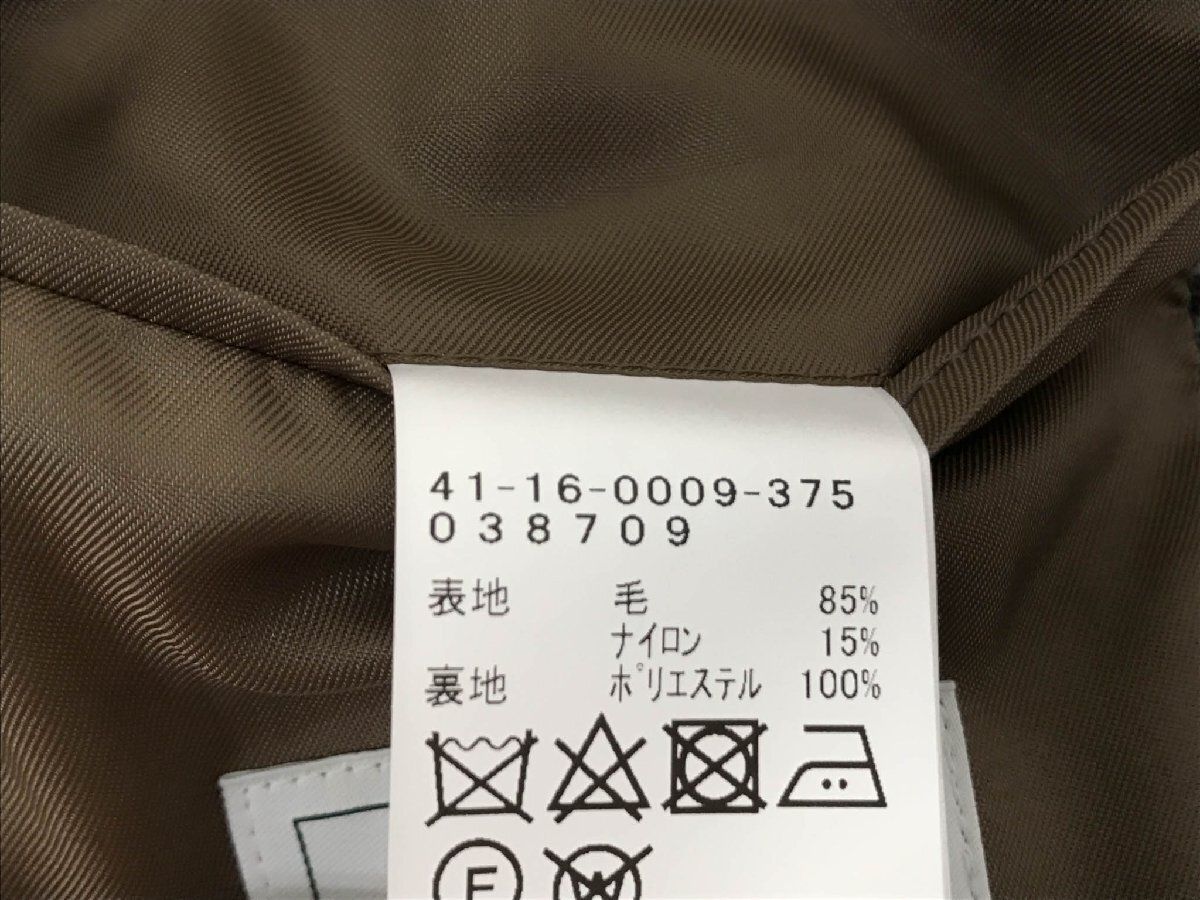 41-16-0009-375
038709
表地 毛 85%
ナイロン 15%
裏地 ポリエステル 100%
F
W